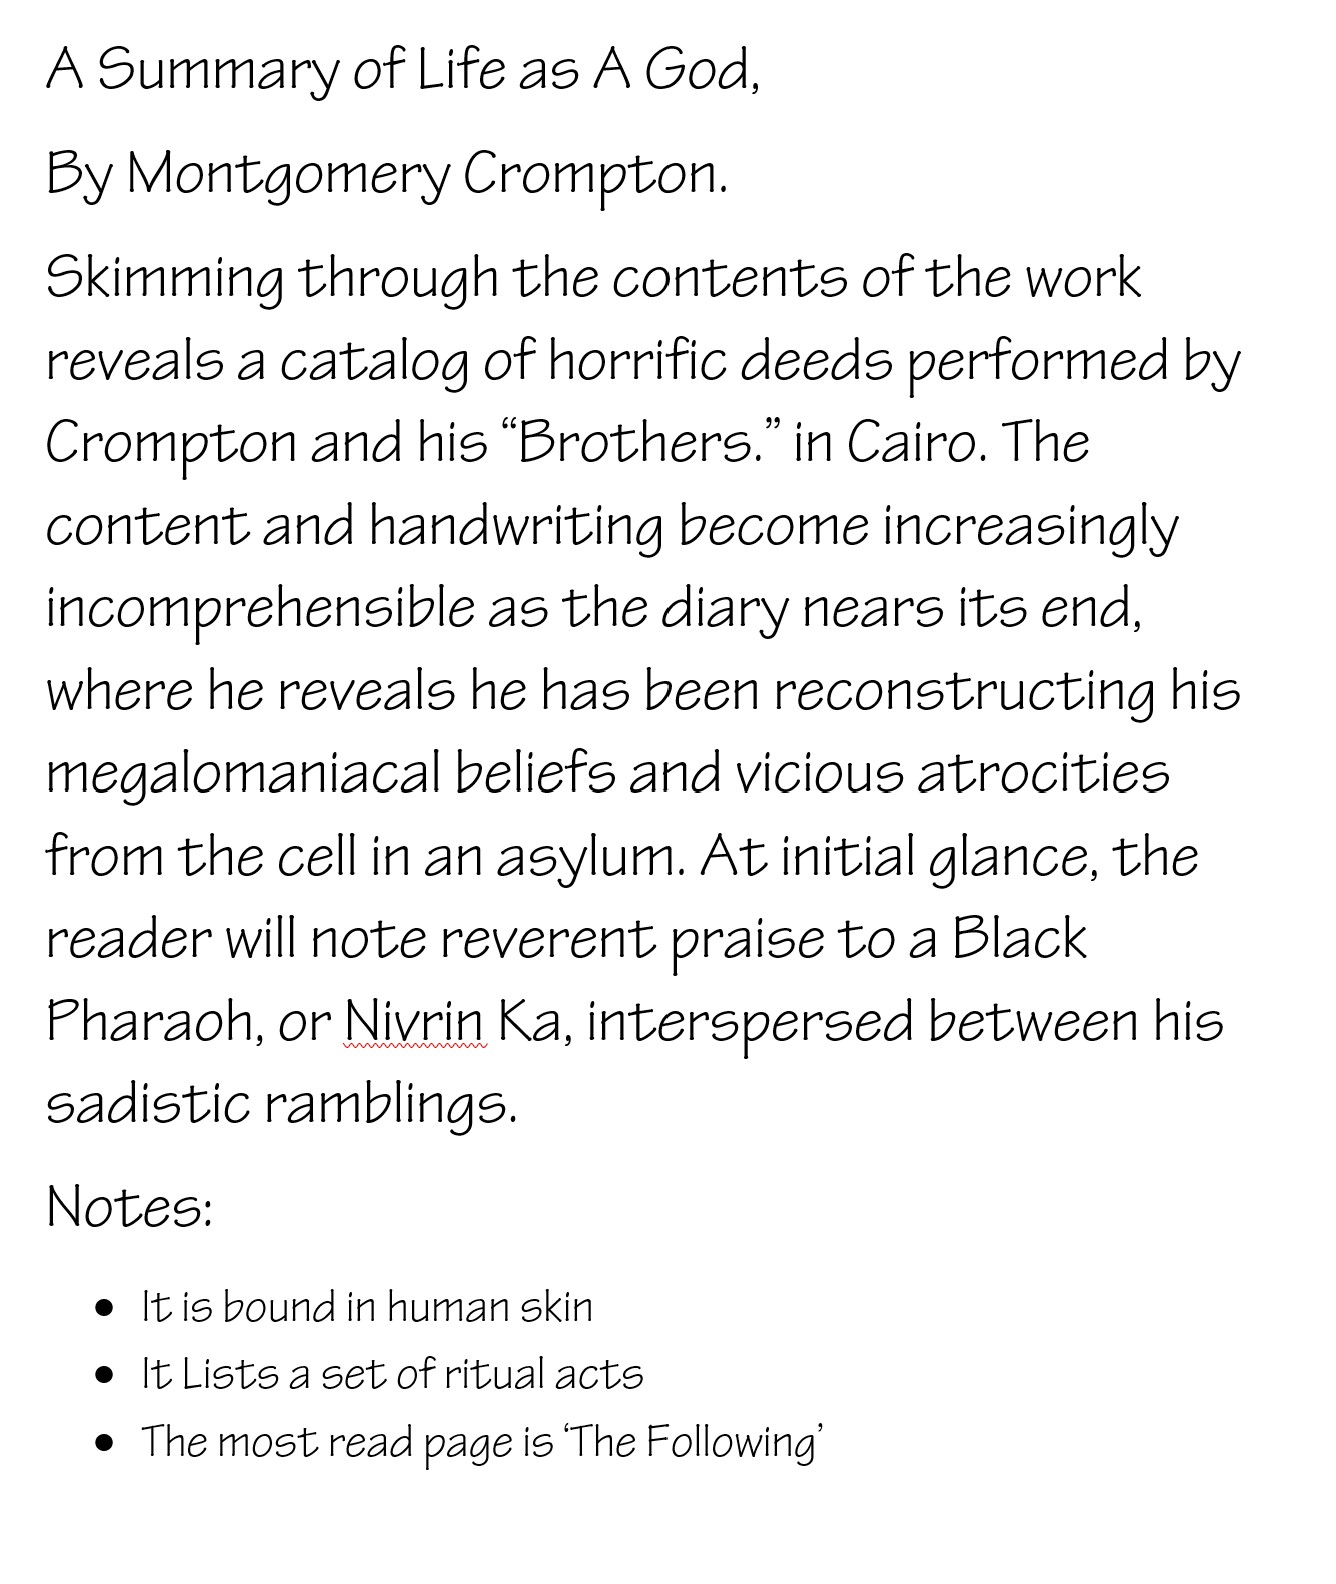 A Summary of Life as A God,
By Montgomery Crompton.
Skimming through the contents of the work
reveals a catalog of horrific deeds performed by
Crompton and his “Brothers.” in Cairo. The
content and handwriting become increasingly
incomprehensible as the diary nears its end,
where he reveals he has been reconstructing his
megalomaniacal beliefs and vicious atrocities
from the cell in an asylum. At initial glance, the
reader will note reverent praise to a Black
Pharaoh, or Nivrin Ka, interspersed between his
sadistic ramblings.
Notes:
● It is bound in human skin
● It Lists a set of ritual acts
● The most read page is ‘The Following’